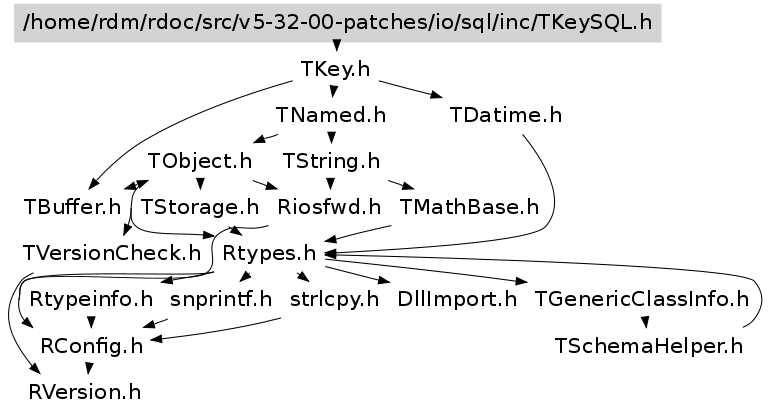 /home/rdm/rdoc/src/v5-32-00-patches/io/sql/inc/TKeySQL.h
TKey.h
TNamed.h TDatime.h
TObject.h TString.h
TBuffer.h TStorage.h Riosfwd.h TMathBase.h
TVersionCheck.h Rtypes.h
Rtypeinfo.h snprintf.h strlcpy.h DllImport.h TGenericClassInfo.h
RConfig.h TSchemaHelper.h
RVersion.h